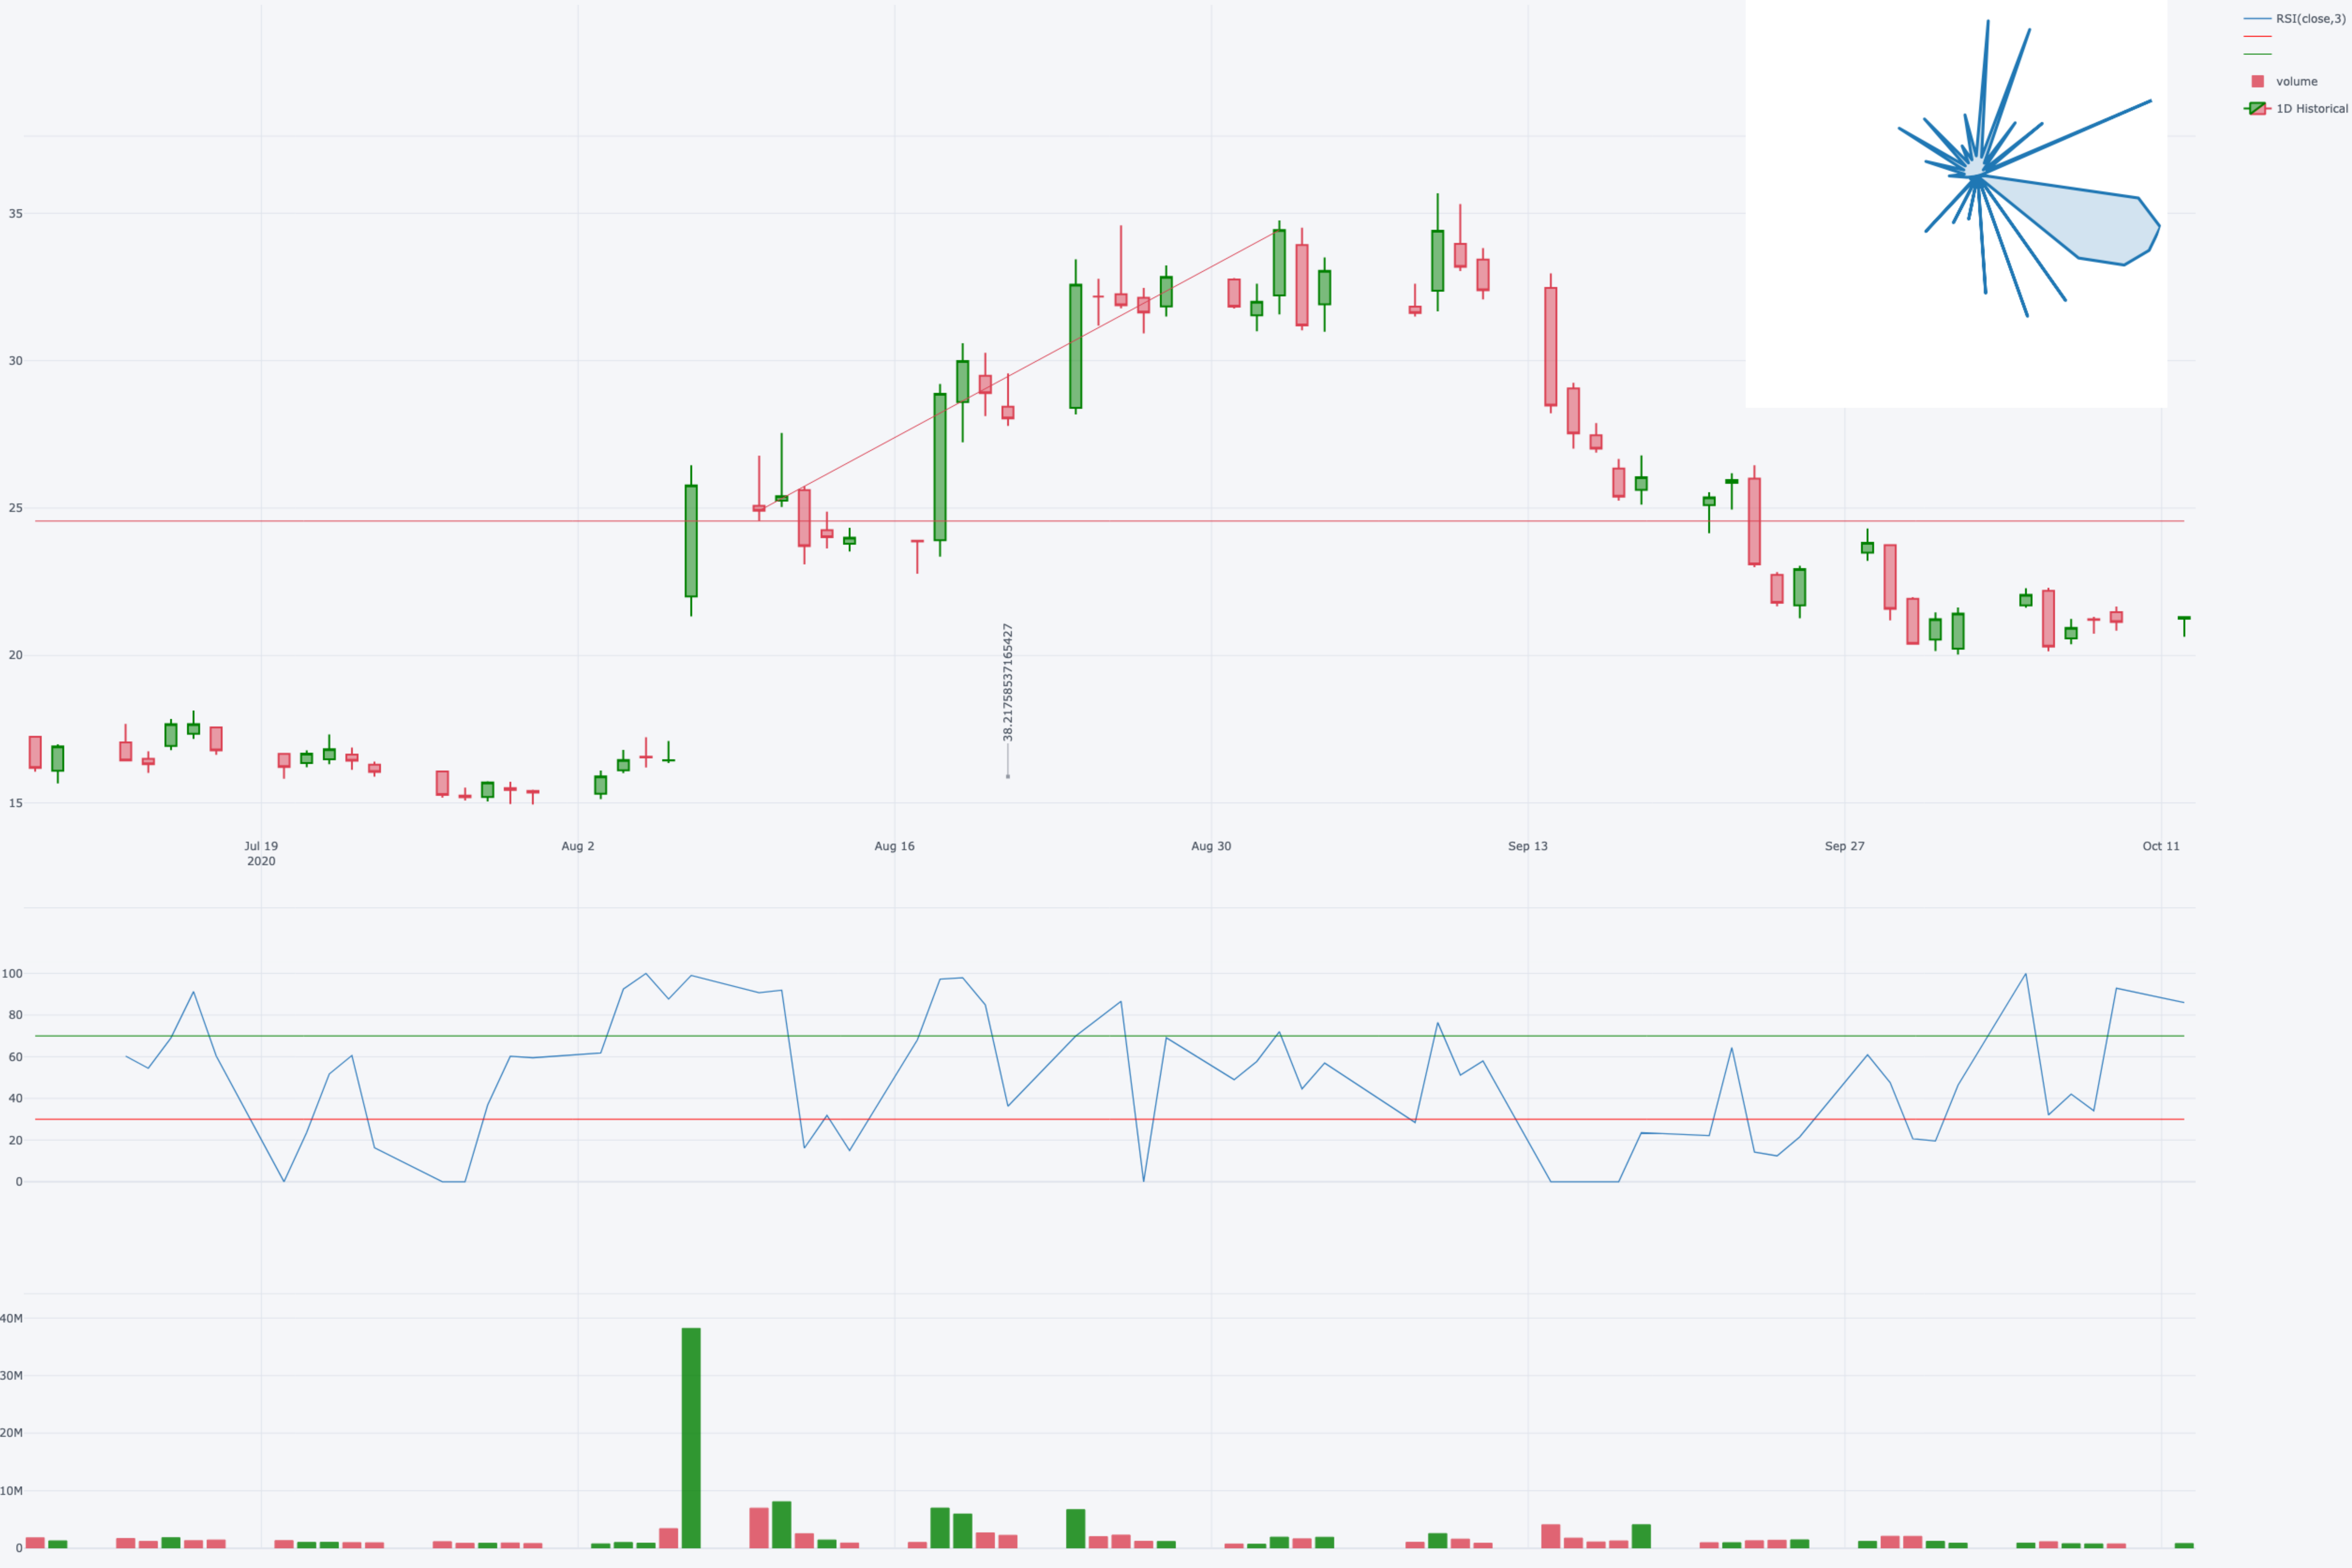 RSI(close,3)
volume
1D Historical
35
30
25
20
15
38.21758537165427
Jul 19
2020
Aug 2
Aug 16
Aug 30
Sep 13
Sep 27
Oct 11
100
80
60
40
20
0
40M
30M
20M
10M
0